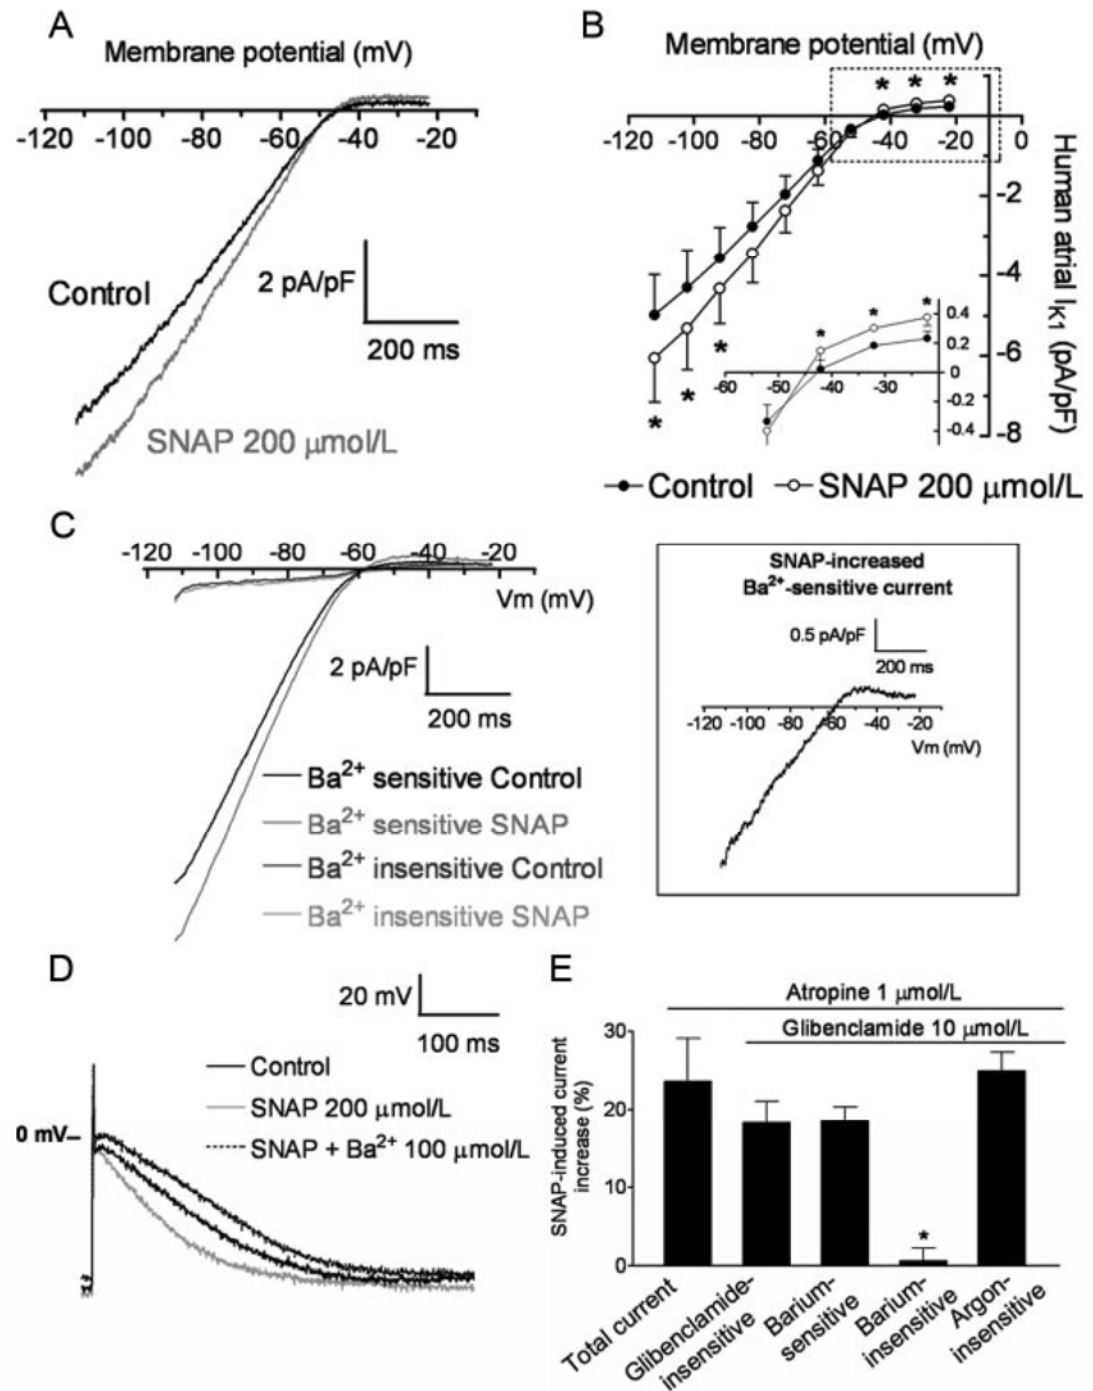 A
Membrane potential (mV)
-120 -100 -80 -60 -40 -20
Control
2 pA/pF
200 ms
SNAP 200 μmol/L
B
Membrane potential (mV)
* * *
-120 -100 -80 -60 -40 -20 0
-2
-4
-6
-8
Human atrial IK1 (pA/pF)
* * *
* * *
-60 -50 -40 -30
0.4
0.2
0
-0.2
-0.4
Control SNAP 200 μmol/L
C
-120 -100 -80 -60 -40 -20
Vm (mV)
2 pA/pF
200 ms
Ba2+ sensitive Control
Ba2+ sensitive SNAP
Ba2+ insensitive Control
Ba2+ insensitive SNAP
SNAP-increased
Ba2+-sensitive current
0.5 pA/pF
200 ms
-120 -100 -80 -60 -40 -20
Vm (mV)
D
20 mV
100 ms
Control
SNAP 200 μmol/L
SNAP + Ba2+ 100 μmol/L
0 mV
E
Atropine 1 μmol/L
Glibenclamide 10 μmol/L
SNAP-induced current
increase (%)
30
20
10
0
*
Total current
Glibenclamide-
insensitive
Barium-
sensitive
Barium-
insensitive
Argon-
insensitive